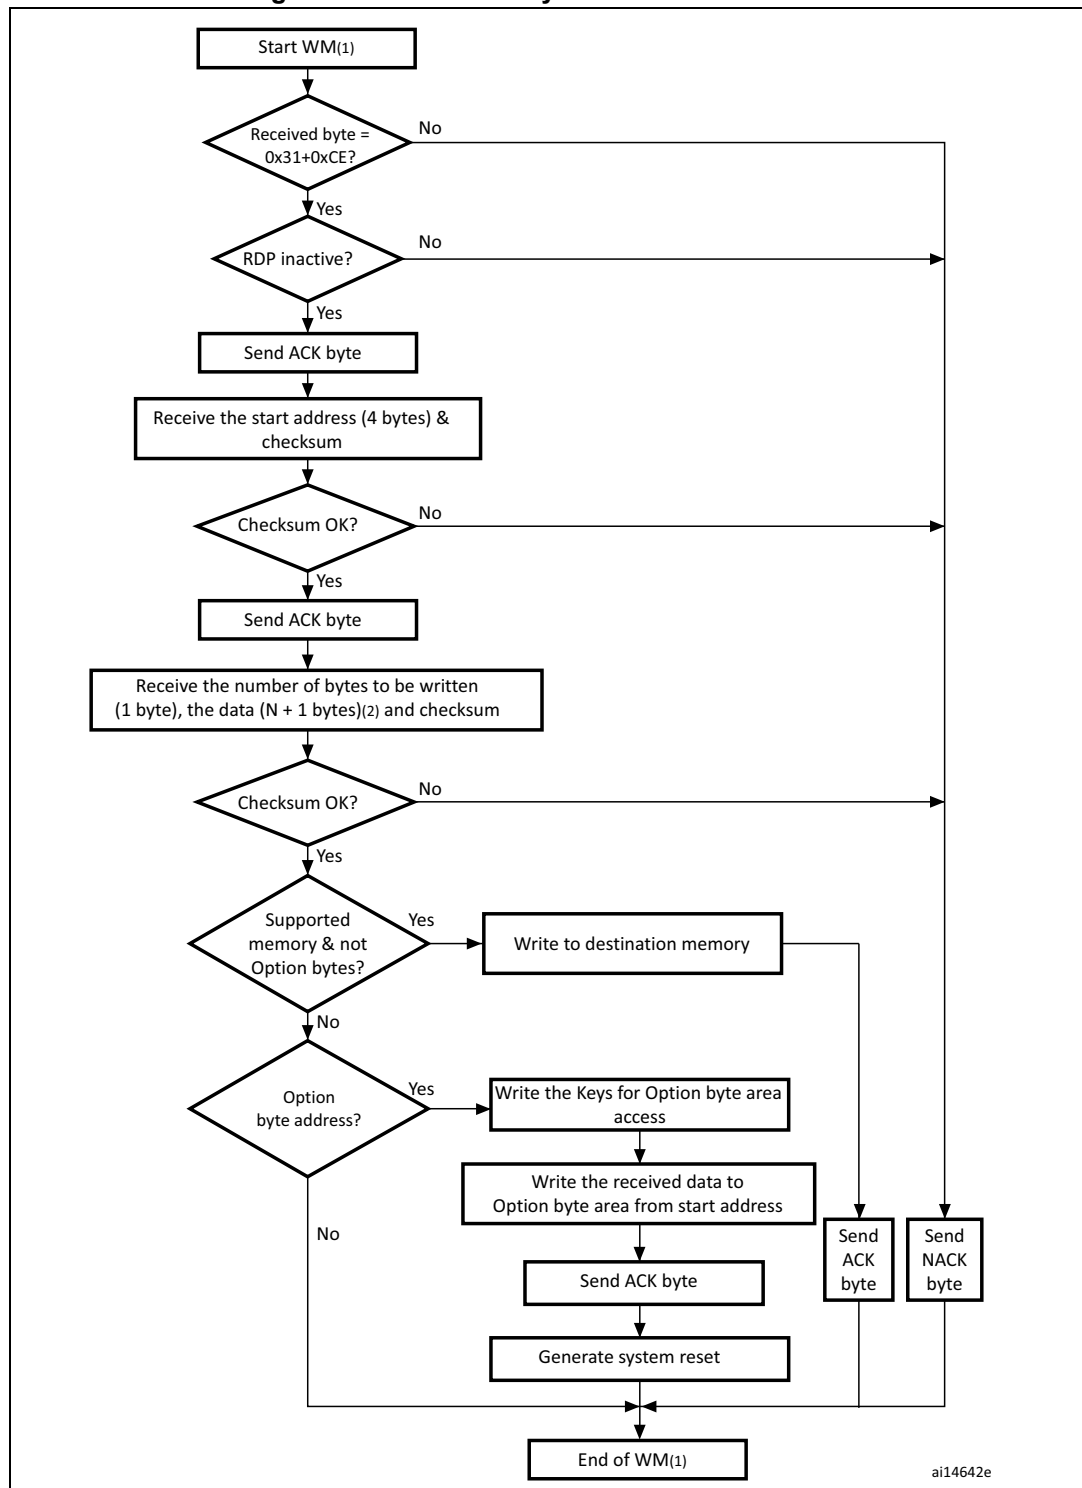 Start WM(1)
Received byte =
0x31+0xCE?
No
Yes
RDP inactive?
No
Yes
Send ACK byte
Receive the start address (4 bytes) &
checksum
Checksum OK?
No
Yes
Send ACK byte
Receive the number of bytes to be written
(1 byte), the data (N + 1 bytes)(2) and checksum
Checksum OK?
No
Yes
Supported
memory & not
Option bytes?
Yes
Write to destination memory
No
Option
byte address?
Yes
Write the Keys for Option byte area
access
Write the received data to
Option byte area from start address
No
Send
ACK
byte
Send
NACK
byte
Send ACK byte
Generate system reset
End of WM(1)
ai14642e